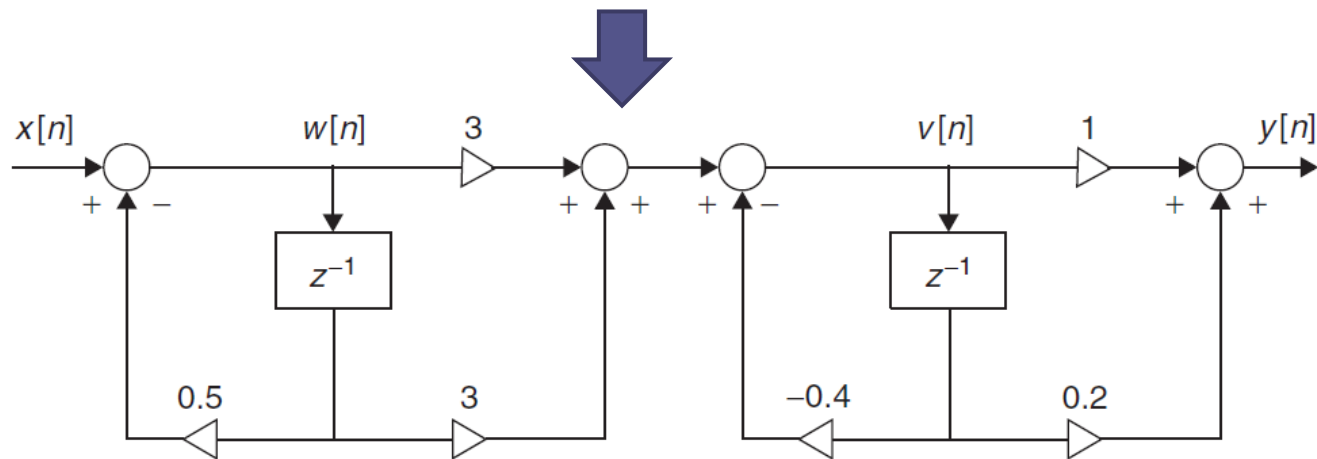 x[n] w[n] 3 v[n] 1 y[n]
+ − + + + − + +
z⁻¹ z⁻¹
0.5 3 −0.4 0.2